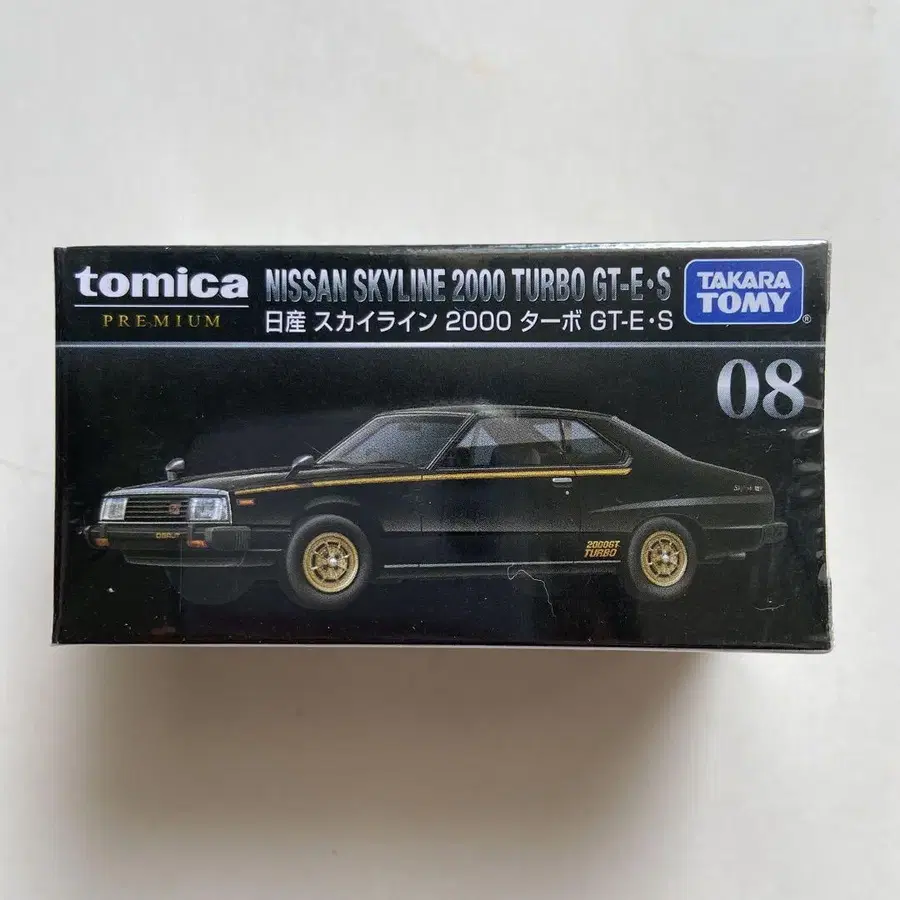 tomica
PREMIUM
NISSAN SKYLINE 2000 TURBO GT-E・S
日産 スカイライン 2000 ターボ GT-E・S
TAKARA
TOMY®
08
2000GT
TURBO